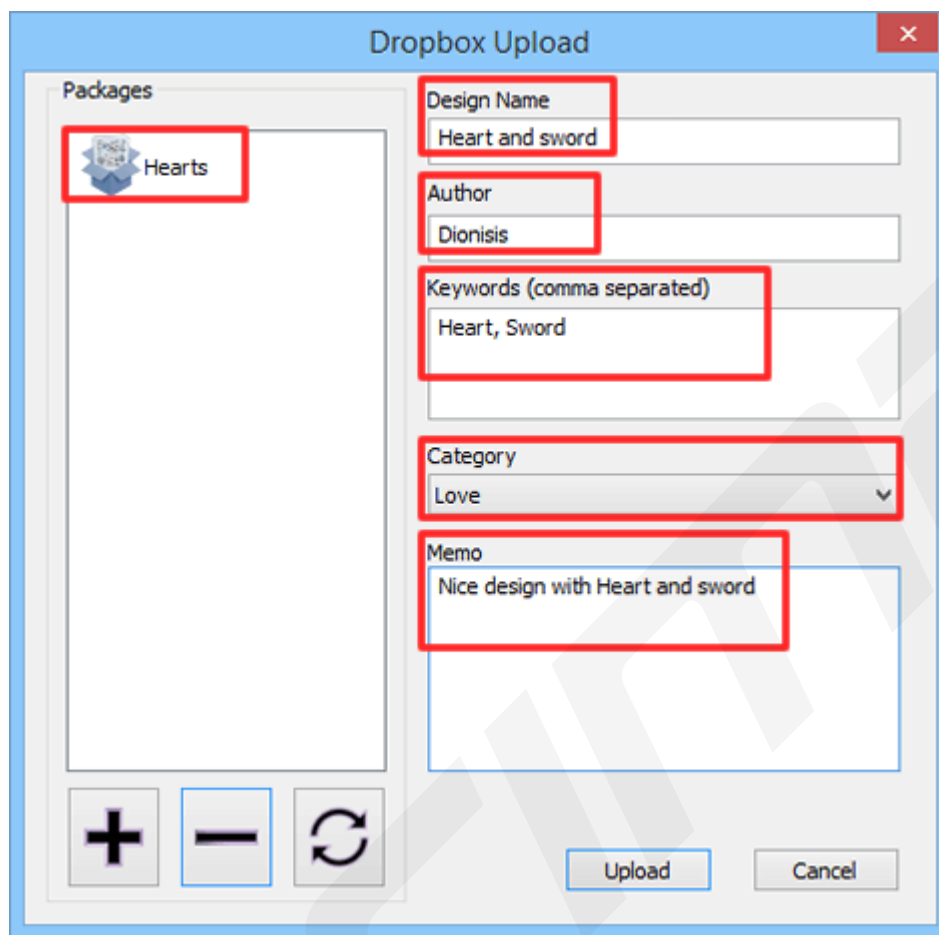 Dropbox Upload
Packages
Hearts
Design Name
Heart and sword
Author
Dionisis
Keywords (comma separated)
Heart, Sword
Category
Love
Memo
Nice design with Heart and sword
Upload
Cancel